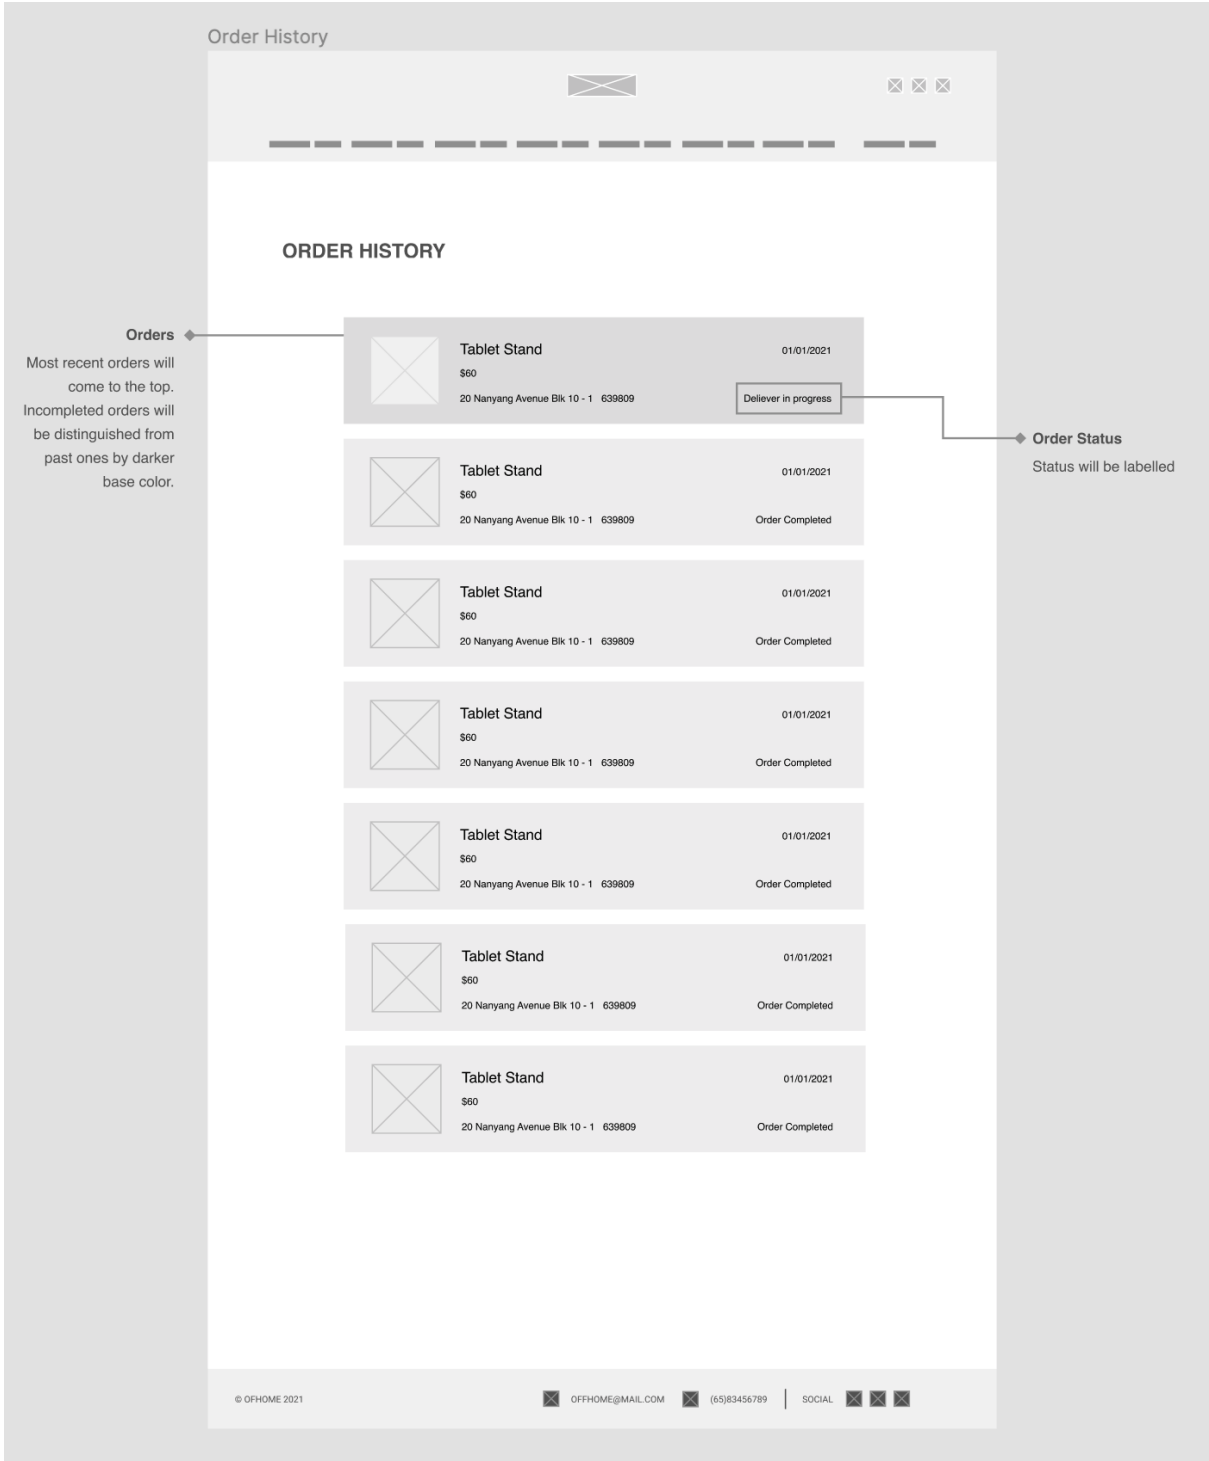 Order History
ORDER HISTORY
Orders
Most recent orders will
come to the top.
Incompleted orders will
be distinguished from
past ones by darker
base color.
Tablet Stand
01/01/2021
$60
20 Nanyang Avenue Blk 10 - 1 639809
Deliever in progress
Order Status
Status will be labelled
Tablet Stand
01/01/2021
$60
20 Nanyang Avenue Blk 10 - 1 639809
Order Completed
Tablet Stand
01/01/2021
$60
20 Nanyang Avenue Blk 10 - 1 639809
Order Completed
Tablet Stand
01/01/2021
$60
20 Nanyang Avenue Blk 10 - 1 639809
Order Completed
Tablet Stand
01/01/2021
$60
20 Nanyang Avenue Blk 10 - 1 639809
Order Completed
Tablet Stand
01/01/2021
$60
20 Nanyang Avenue Blk 10 - 1 639809
Order Completed
Tablet Stand
01/01/2021
$60
20 Nanyang Avenue Blk 10 - 1 639809
Order Completed
© OFHOME 2021
OFFHOME@MAIL.COM
(65)83456789
SOCIAL